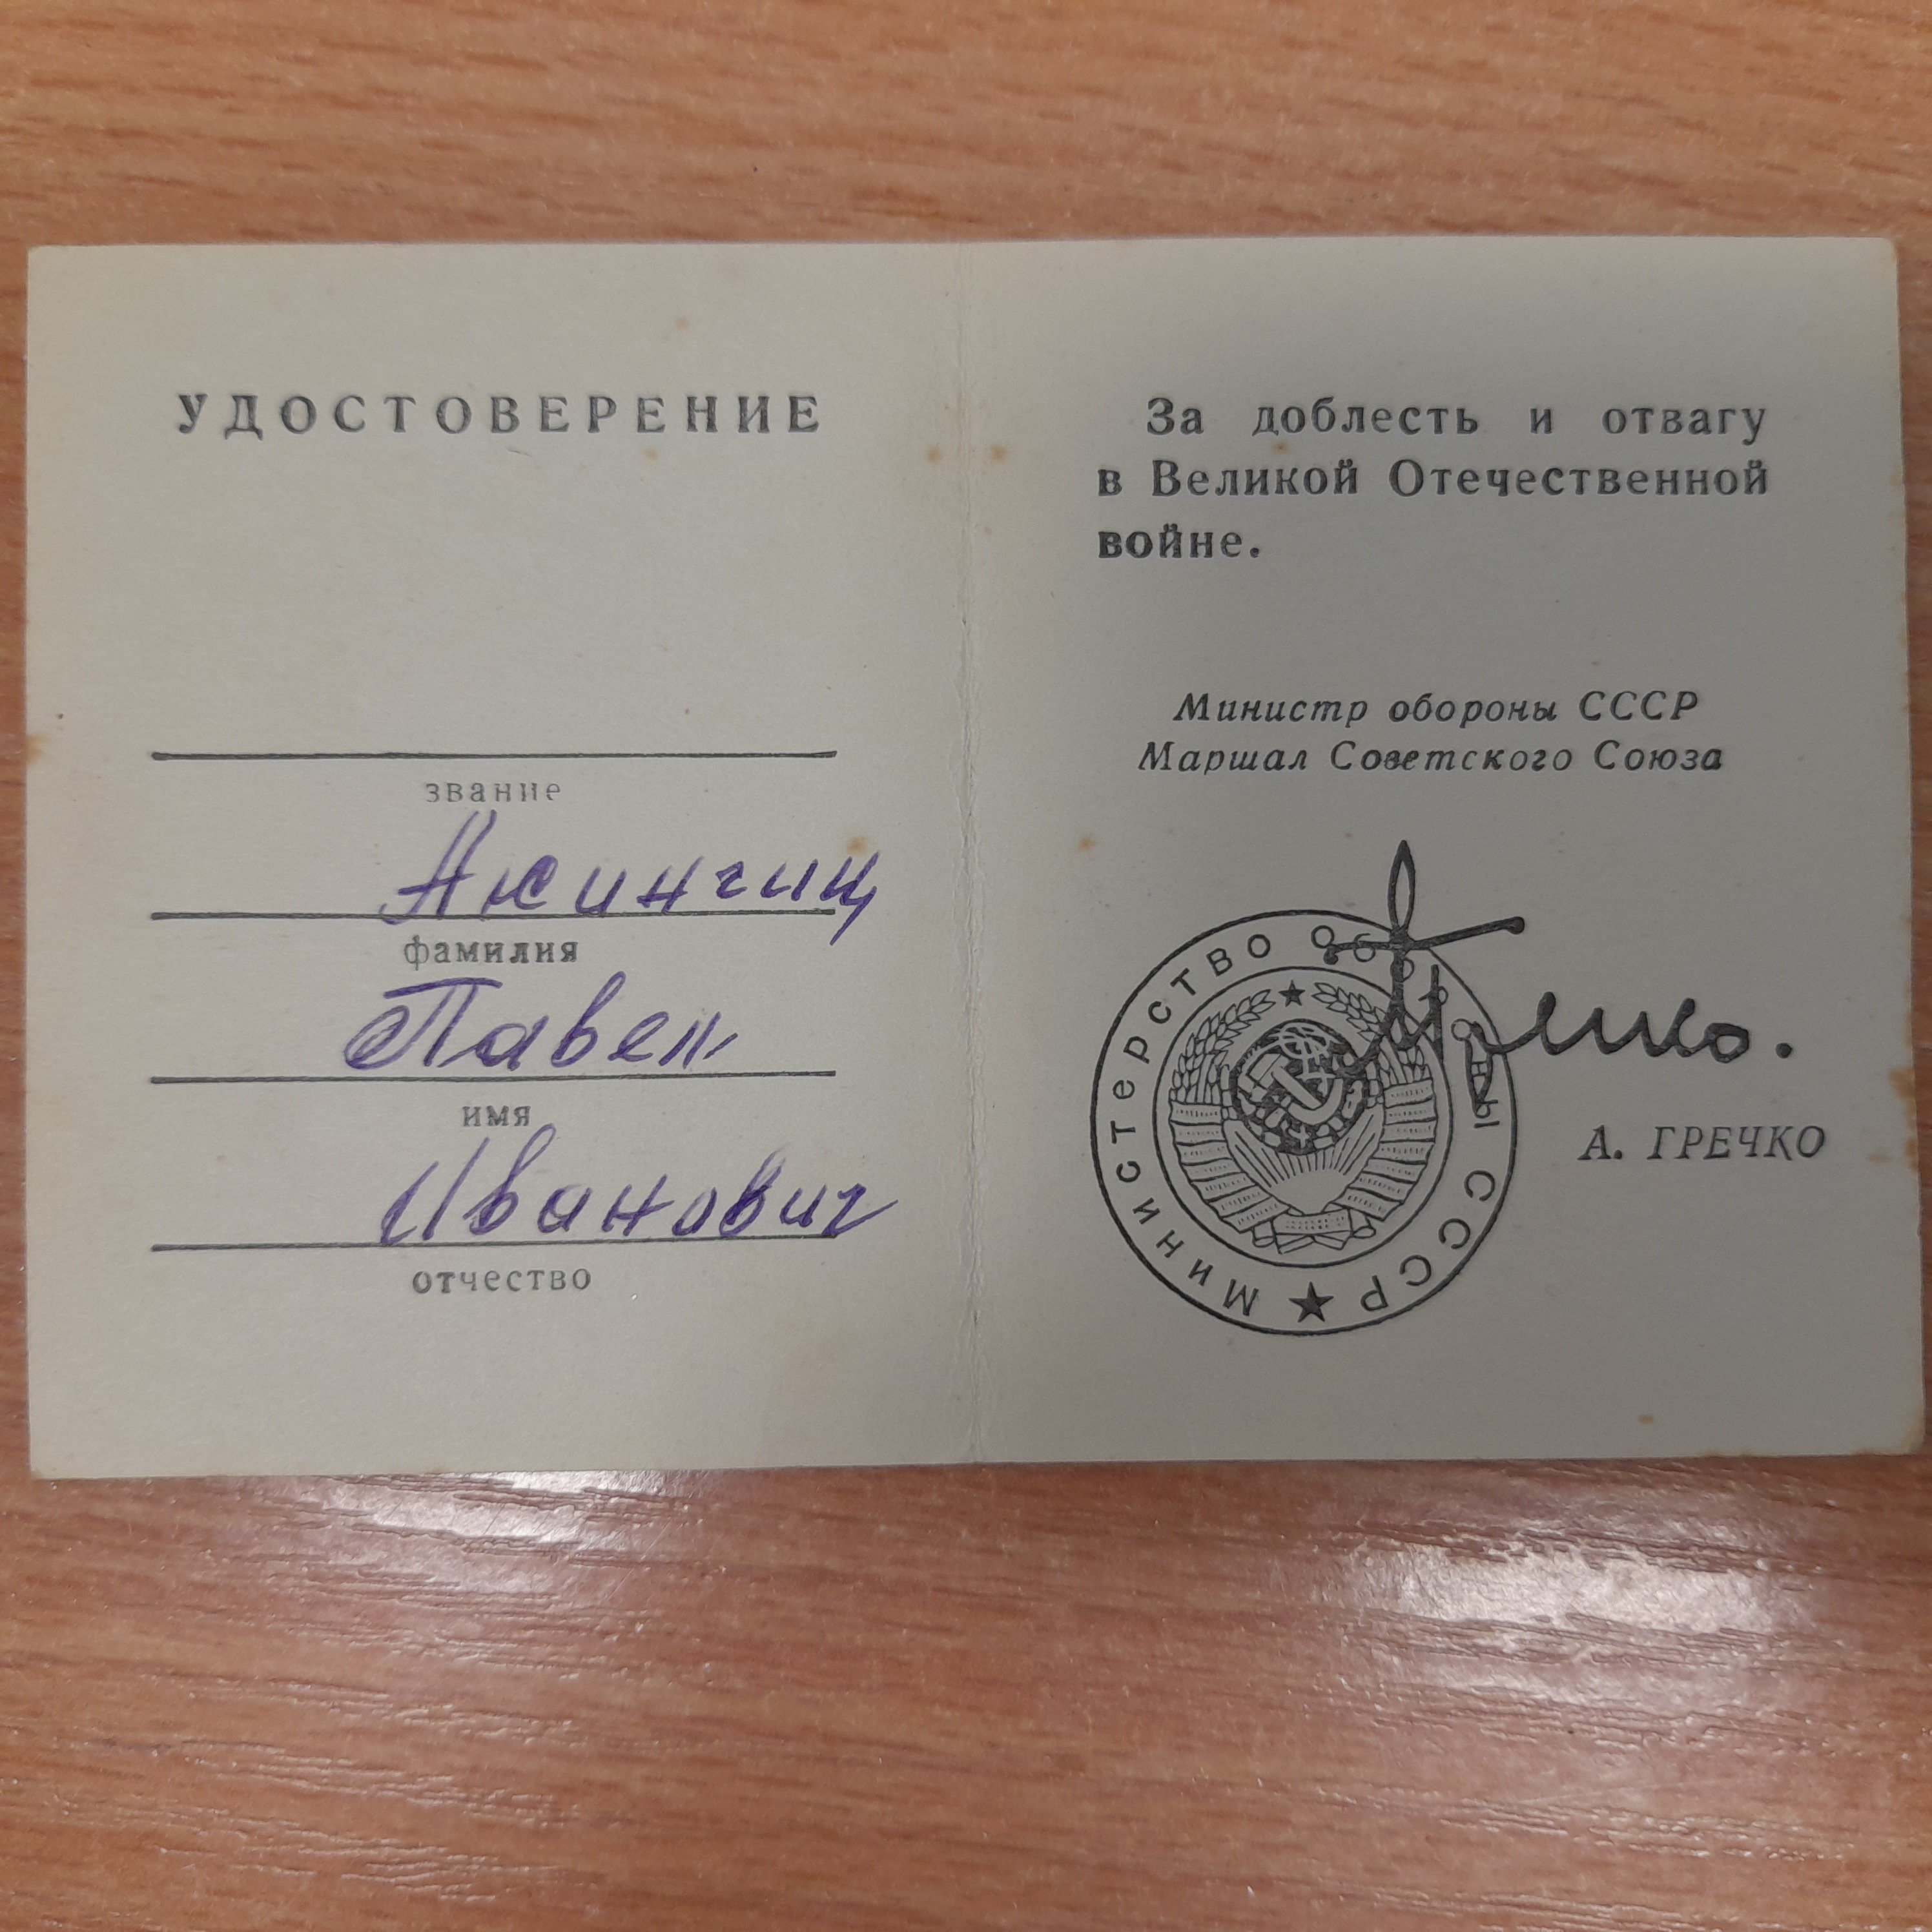 УДОСТОВЕРЕНИЕ
звание
фамилия
Павел
имя
Иванович
отчество
За доблесть и отвагу
в Великой Отечественной
войне.
Министр обороны СССР
Маршал Советского Союза
Гречко.
А. ГРЕЧКО
Министерство Обороны СССР